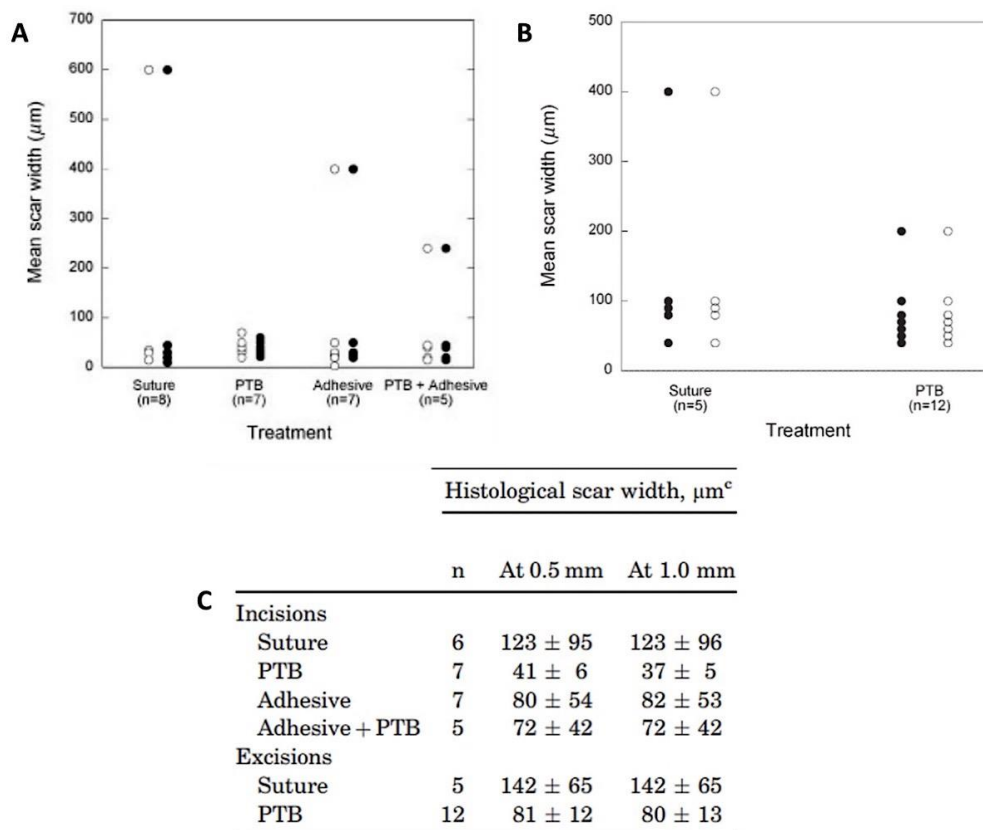 A
700
600
500
400
300
200
100
0
Mean scar width (μm)
Suture PTB Adhesive PTB + Adhesive
(n=8) (n=7) (n=7) (n=5)
Treatment
B
500
400
300
200
100
0
Mean scar width (μm)
Suture PTB
(n=5) (n=12)
Treatment
C
Histological scar width, μmᶜ
n At 0.5 mm At 1.0 mm
Incisions
Suture 6 123 ± 95 123 ± 96
PTB 7 41 ± 6 37 ± 5
Adhesive 7 80 ± 54 82 ± 53
Adhesive + PTB 5 72 ± 42 72 ± 42
Excisions
Suture 5 142 ± 65 142 ± 65
PTB 12 81 ± 12 80 ± 13